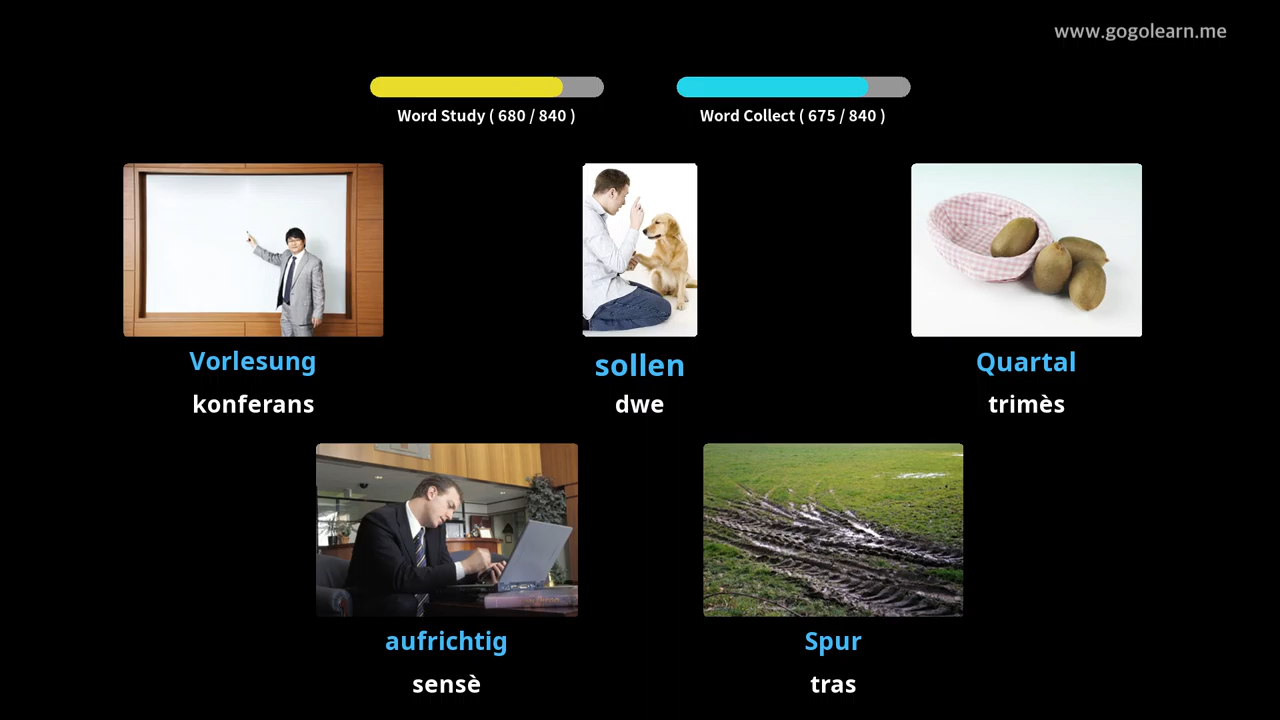 www.gogolearn.me
Word Study ( 680 / 840 )
Word Collect ( 675 / 840 )
Vorlesung
konferans
sollen
dwe
Quartal
trimès
aufrichtig
sensè
Spur
tras